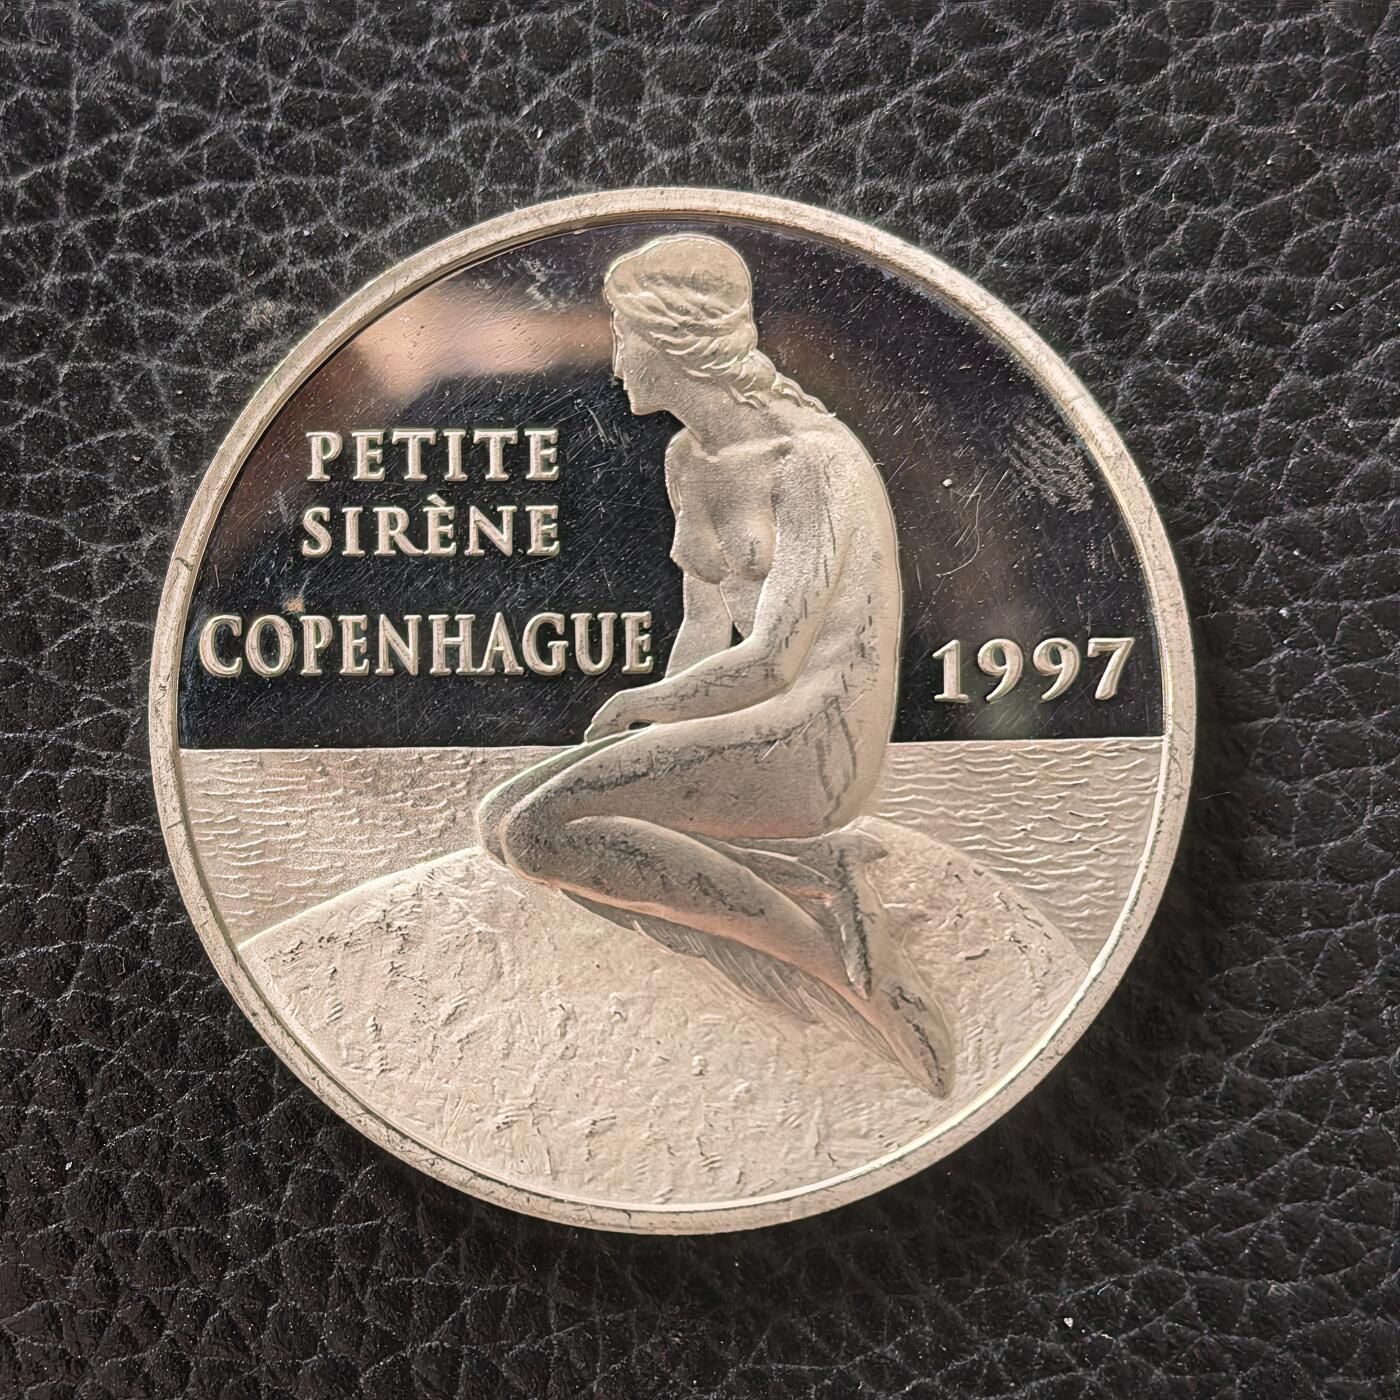 PETITE
SIRÈNE
COPENHAGUE
1997